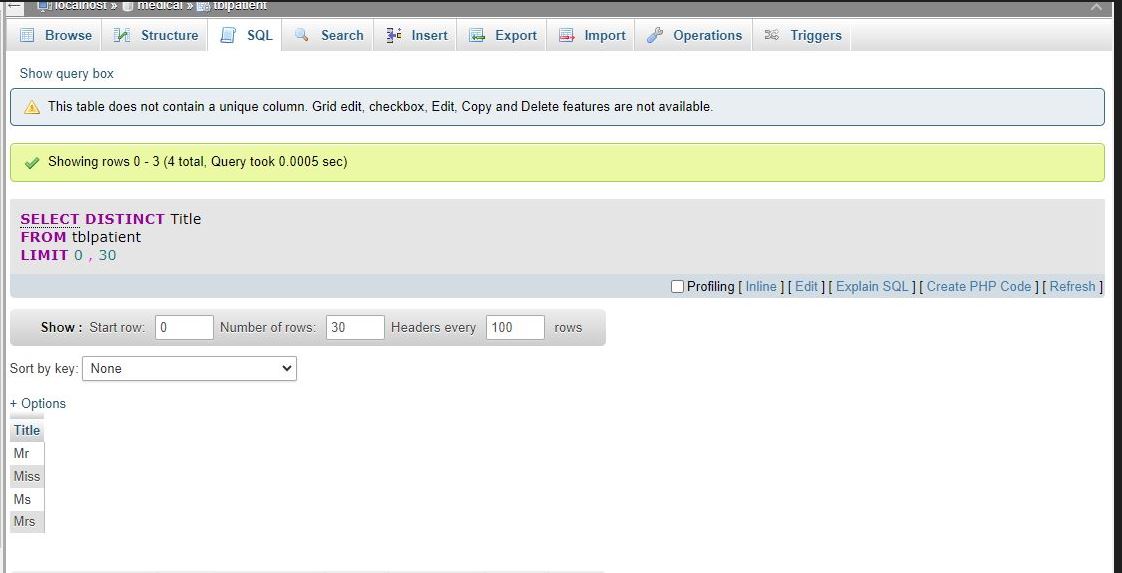 localhost » medical » tblpatient
Browse Structure SQL Search Insert Export Import Operations Triggers
Show query box
This table does not contain a unique column. Grid edit, checkbox, Edit, Copy and Delete features are not available.
Showing rows 0 - 3 (4 total, Query took 0.0005 sec)
SELECT DISTINCT Title
FROM tblpatient
LIMIT 0 , 30
Profiling [ Inline ] [ Edit ] [ Explain SQL ] [ Create PHP Code ] [ Refresh ]
Show : Start row: 0 Number of rows: 30 Headers every 100 rows
Sort by key: None
+ Options
Title
Mr
Miss
Ms
Mrs